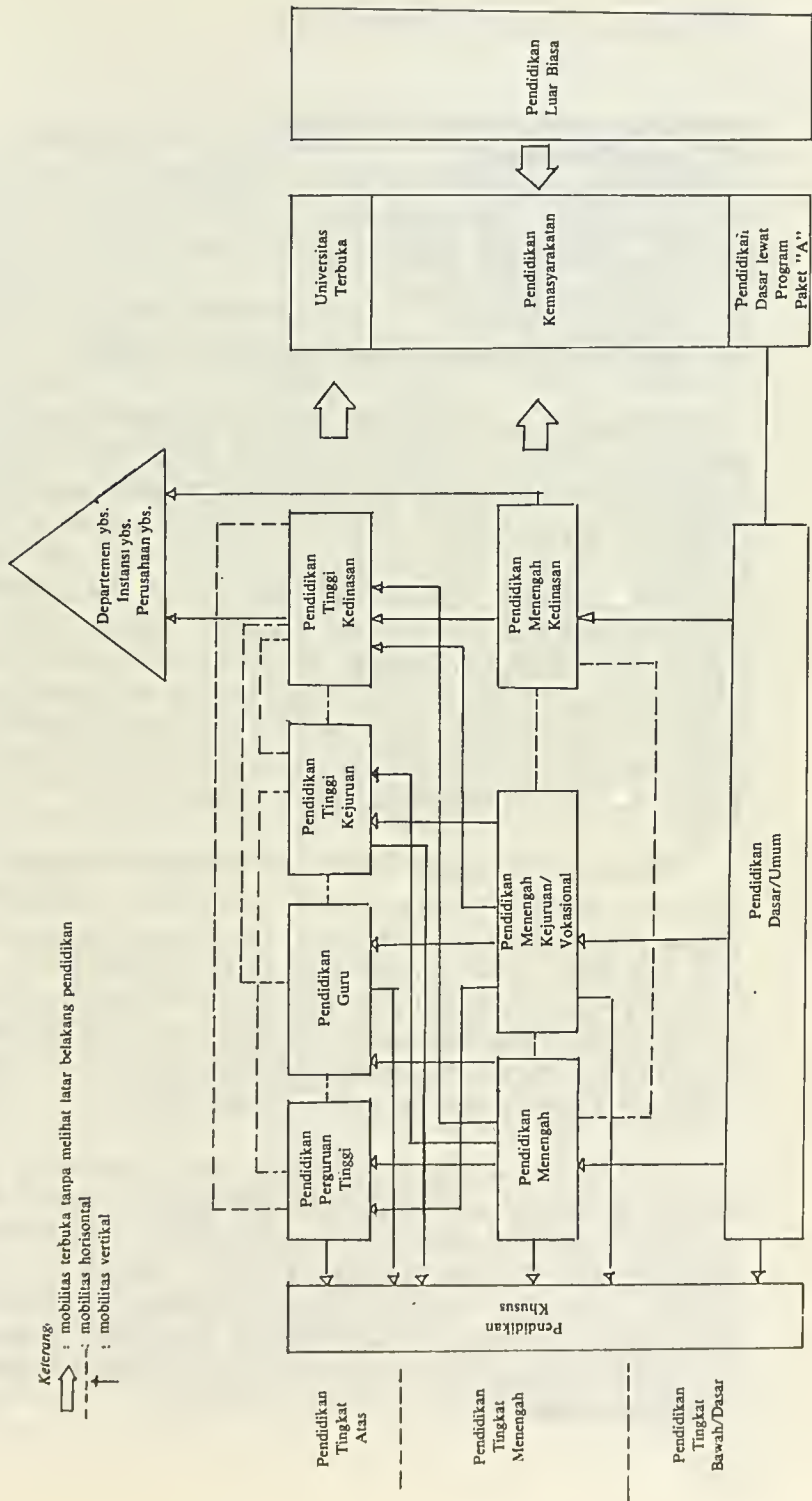 Keterang,
: mobilitas terbuka tanpa melihat latar belakang pendidikan
: mobilitas horisontal
: mobilitas vertikal
Departemen ybs.
Instansi ybs.
Perusahaan ybs.
Pendidikan
Tingkat
Atas
Pendidikan
Perguruan
Tinggi
Pendidikan
Guru
Pendidikan
Tinggi
Kejuruan
Pendidikan
Tinggi
Kedinasan
Universitas
Terbuka
Pendidikan
Tingkat
Menengah
Pendidikan
Khusus
Pendidikan
Menengah
Pendidikan
Menengah
Kejuruan/
Vokasional
Pendidikan
Menengah
Kedinasan
Pendidikan
Kemasyarakatan
Pendidikan
Luar Biasa
Pendidikan
Tingkat
Bawah/Dasar
Pendidikan
Dasar/Umum
Pendidikan
Dasar lewat
Program
Paket "A"